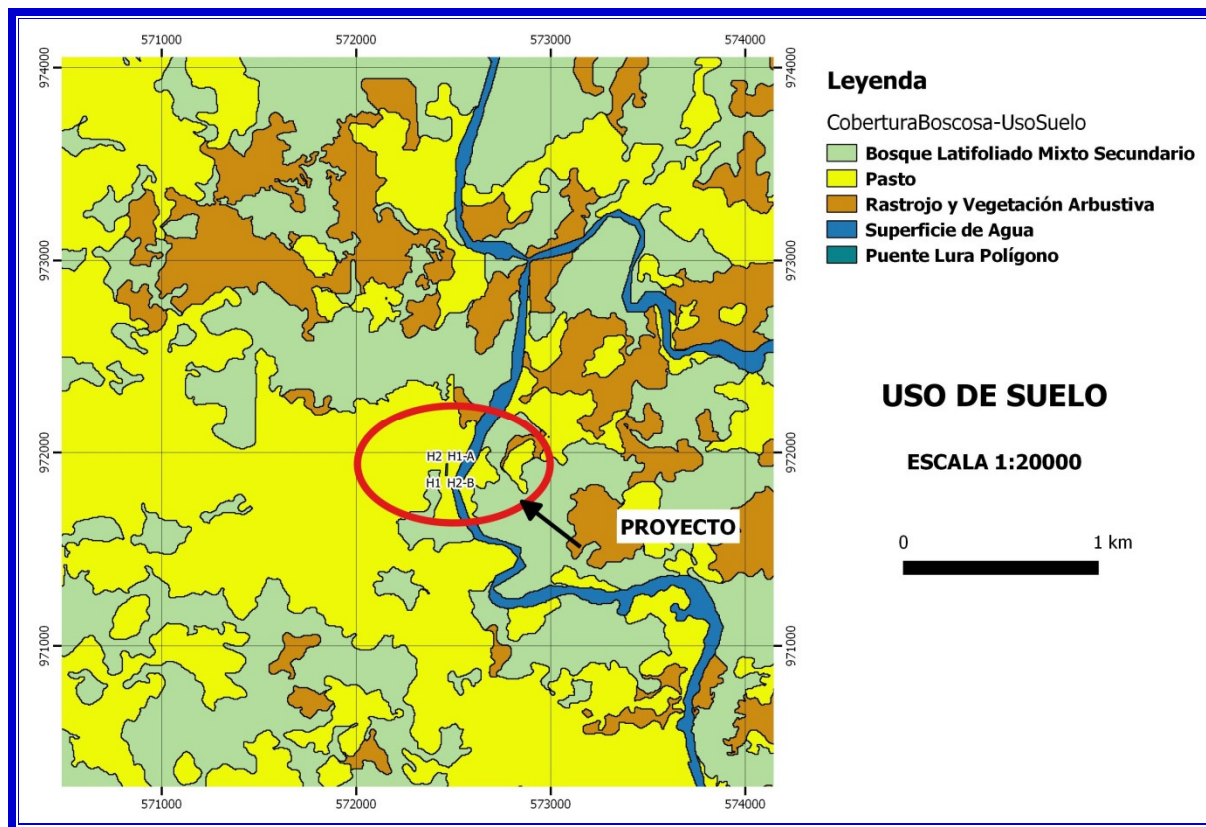 571000 572000 573000 574000
974000 974000
973000 973000
972000 972000
971000 971000
H2 H1-A
H1 H2-B
PROYECTO
571000 572000 573000 574000
Leyenda
CoberturaBoscosa-UsoSuelo
Bosque Latifoliado Mixto Secundario
Pasto
Rastrojo y Vegetación Arbustiva
Superficie de Agua
Puente Lura Polígono
USO DE SUELO
ESCALA 1:20000
0 1 km